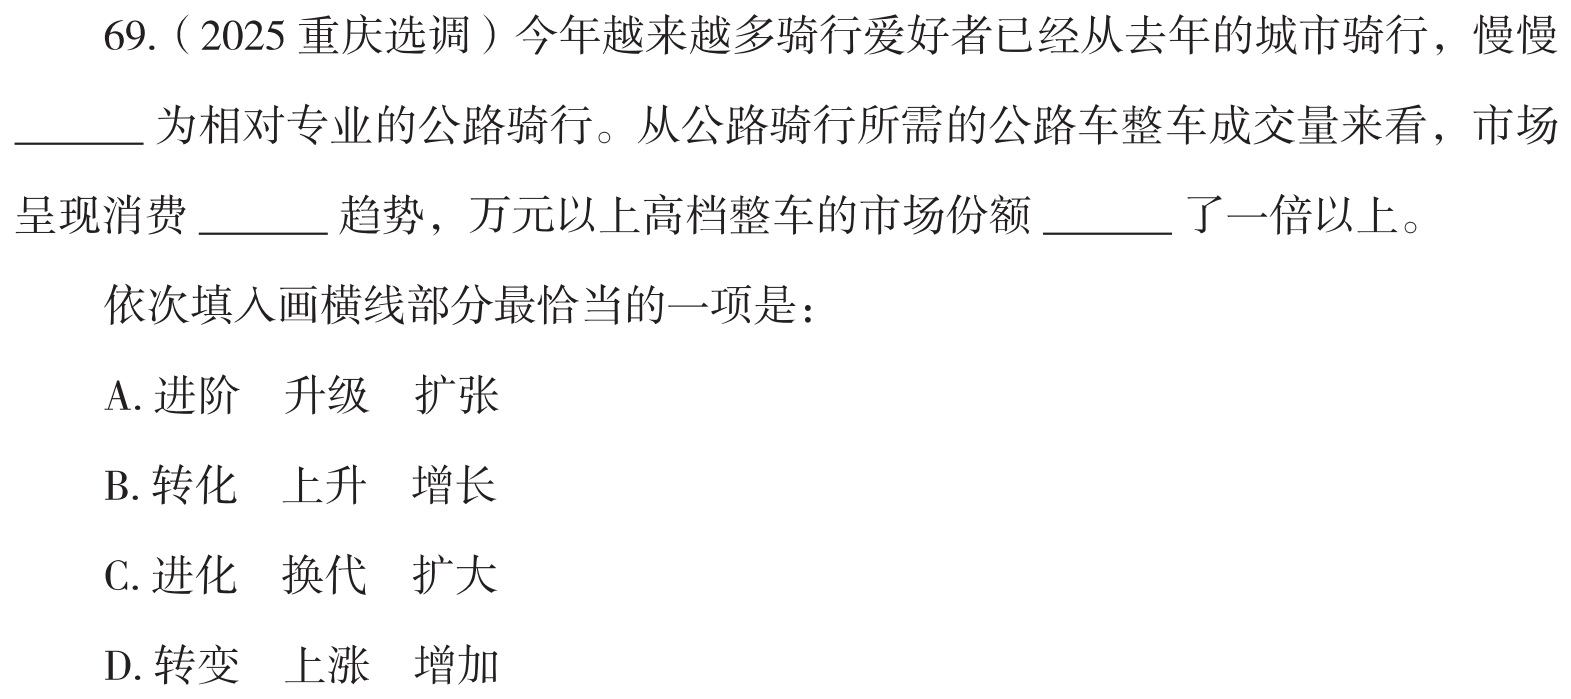 69.（2025 重庆选调）今年越来越多骑行爱好者已经从去年的城市骑行，慢慢
______ 为相对专业的公路骑行。从公路骑行所需的公路车整车成交量来看，市场
呈现消费 ______ 趋势，万元以上高档整车的市场份额 ______ 了一倍以上。
依次填入画横线部分最恰当的一项是：
A. 进阶　升级　扩张
B. 转化　上升　增长
C. 进化　换代　扩大
D. 转变　上涨　增加